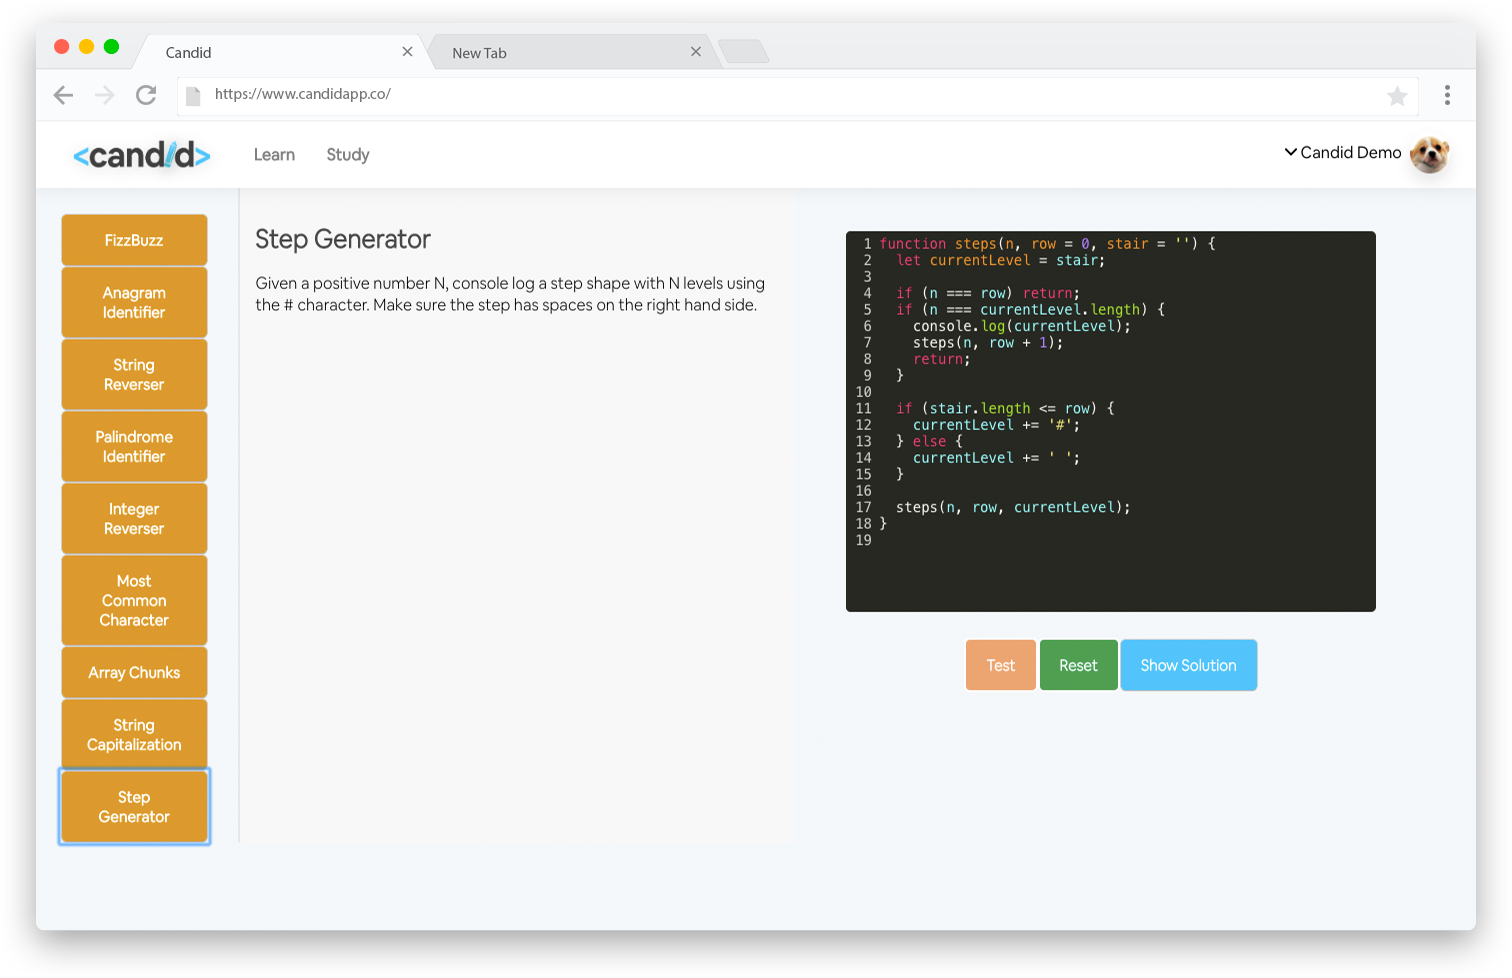 Candid
New Tab
https://www.candidapp.co/
<candid>
Learn
Study
Candid Demo
FizzBuzz
Anagram
Identifier
String
Reverser
Palindrome
Identifier
Integer
Reverser
Most
Common
Character
Array Chunks
String
Capitalization
Step
Generator
Step Generator
Given a positive number N, console log a step shape with N levels using
the # character. Make sure the step has spaces on the right hand side.
1 function steps(n, row = 0, stair = '') {
2   let currentLevel = stair;
3
4   if (n === row) return;
5   if (n === currentLevel.length) {
6     console.log(currentLevel);
7     steps(n, row + 1);
8     return;
9   }
10
11   if (stair.length <= row) {
12     currentLevel += '#';
13   } else {
14     currentLevel += ' ';
15   }
16
17   steps(n, row, currentLevel);
18 }
19
Test
Reset
Show Solution